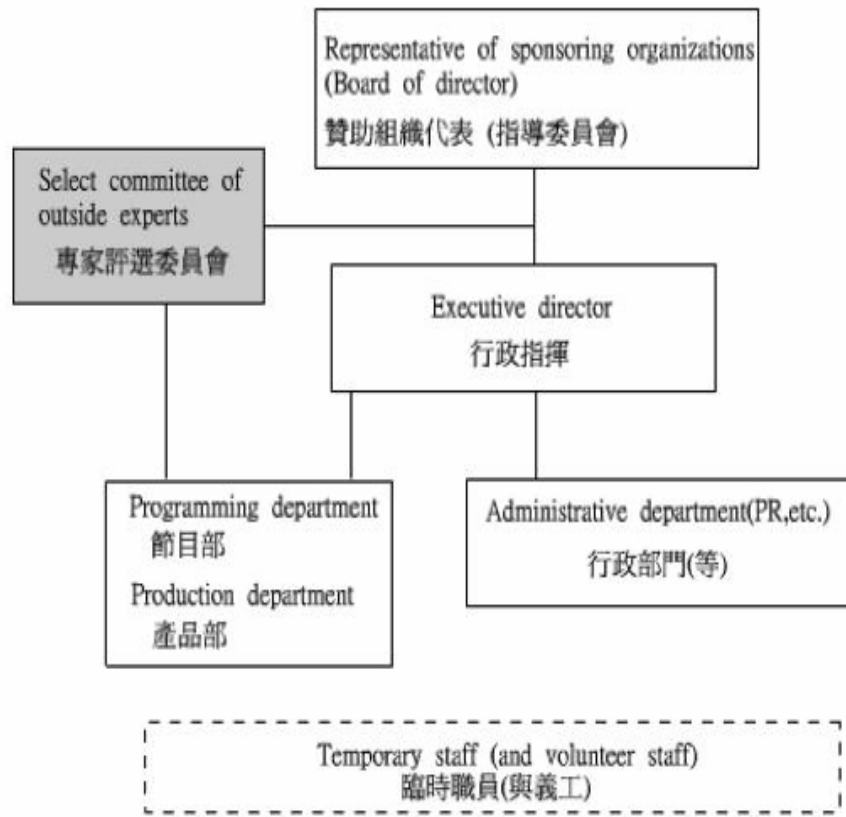 Representative of sponsoring organizations
(Board of director)
贊助組織代表 (指導委員會)
Select committee of
outside experts
專家評選委員會
Executive director
行政指揮
Programming department
節目部
Production department
產品部
Administrative department(PR,etc.)
行政部門(等)
Temporary staff (and volunteer staff)
臨時職員(與義工)